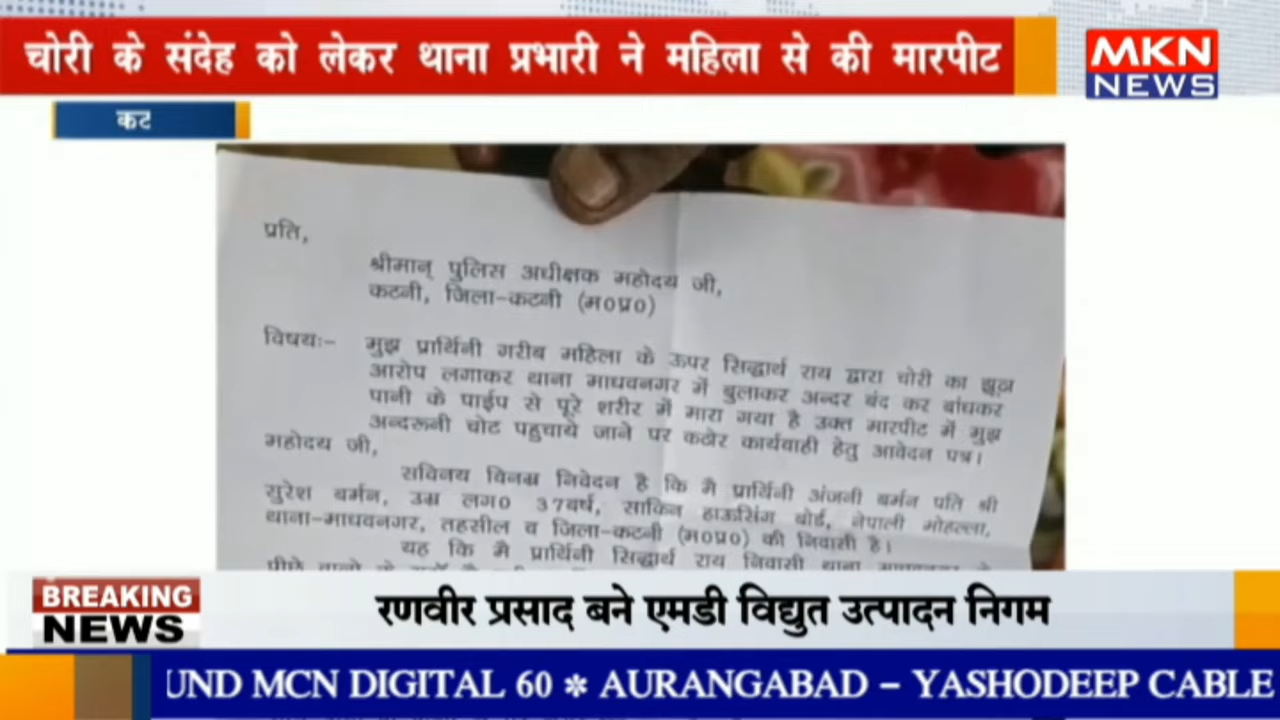 चोरी के संदेह को लेकर थाना प्रभारी ने महिला से की मारपीट
MKN
NEWS
कट
प्रति,
श्रीमान् पुलिस अधीक्षक महोदय जी,
कटनी, जिला-कटनी (म0प्र0)
विषयः- मुझ प्रार्थिनी गरीब महिला के ऊपर सिद्धार्थ राय द्वारा चोरी का झूठा
आरोप लगाकर थाना माधवनगर में बुलाकर अन्दर बंद कर बांधकर
पानी के पाईप से पूरे शरीर में मारा गया है उक्त मारपीट में मुझ
अन्दरूनी चोट पहुचाये जाने पर कठोर कार्यवाही हेतु आवेदन पत्र।
महोदय जी,
सविनय विनम्र निवेदन है कि मै प्रार्थिनी अंजनी बर्मन पति श्री
सुरेश बर्मन, उम्र लग0 37वर्ष, साकिन हाऊसिंग बोर्ड, नेपाली मोहल्ला,
थाना-माधवनगर, तहसील व जिला-कटनी (म0प्र0) की निवासी है।
यह कि मै प्रार्थिनी सिद्धार्थ राय निवासी थाना
BREAKING
NEWS
रणवीर प्रसाद बने एमडी विद्युत उत्पादन निगम
UND MCN DIGITAL 60 * AURANGABAD – YASHODEEP CABLE